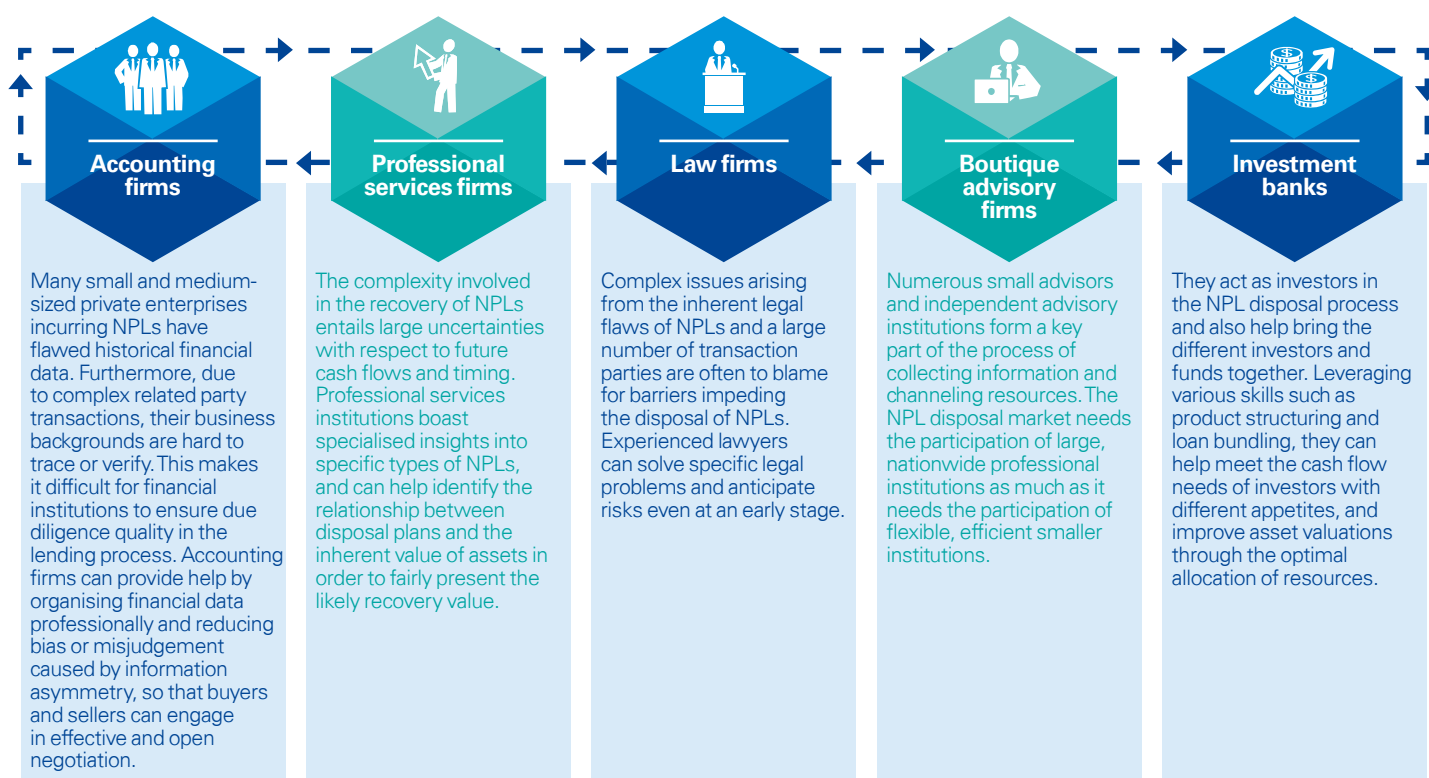 Accounting
firms
Many small and medium-
sized private enterprises
incurring NPLs have
flawed historical financial
data. Furthermore, due
to complex related party
transactions, their business
backgrounds are hard to
trace or verify. This makes
it difficult for financial
institutions to ensure due
diligence quality in the
lending process. Accounting
firms can provide help by
organising financial data
professionally and reducing
bias or misjudgement
caused by information
asymmetry, so that buyers
and sellers can engage
in effective and open
negotiation.
Professional
services firms
The complexity involved
in the recovery of NPLs
entails large uncertainties
with respect to future
cash flows and timing.
Professional services
institutions boast
specialised insights into
specific types of NPLs,
and can help identify the
relationship between
disposal plans and the
inherent value of assets in
order to fairly present the
likely recovery value.
Law firms
Complex issues arising
from the inherent legal
flaws of NPLs and a large
number of transaction
parties are often to blame
for barriers impeding
the disposal of NPLs.
Experienced lawyers
can solve specific legal
problems and anticipate
risks even at an early stage.
Boutique
advisory
firms
Numerous small advisors
and independent advisory
institutions form a key
part of the process of
collecting information and
channeling resources. The
NPL disposal market needs
the participation of large,
nationwide professional
institutions as much as it
needs the participation of
flexible, efficient smaller
institutions.
Investment
banks
They act as investors in
the NPL disposal process
and also help bring the
different investors and
funds together. Leveraging
various skills such as
product structuring and
loan bundling, they can
help meet the cash flow
needs of investors with
different appetites, and
improve asset valuations
through the optimal
allocation of resources.